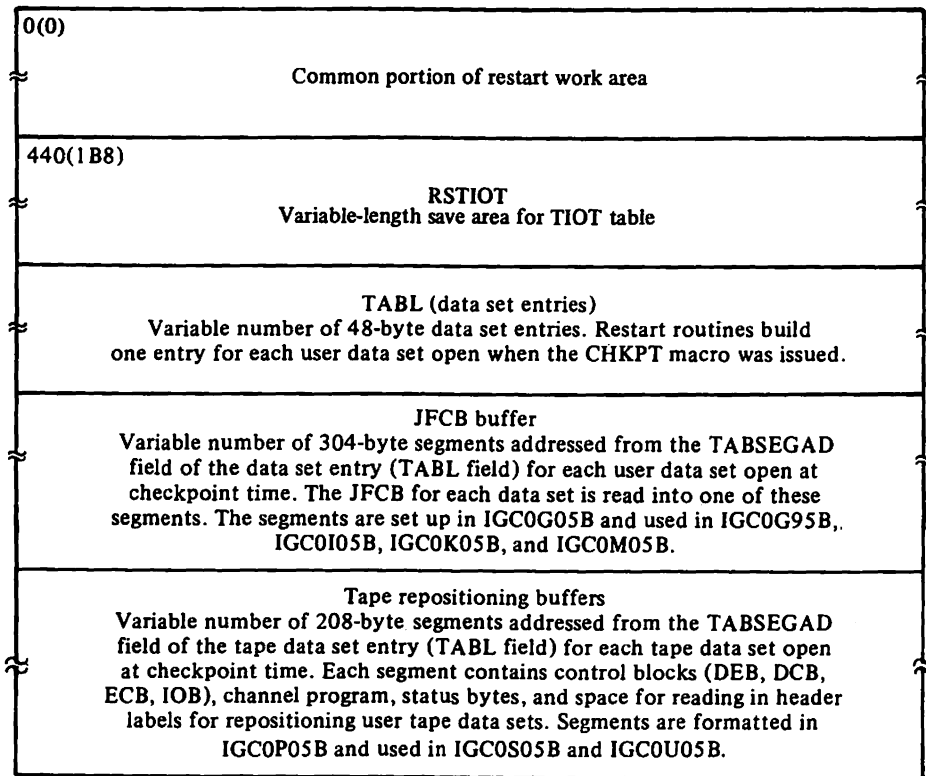 0(0)
Common portion of restart work area
440(1B8)
RSTIOT
Variable-length save area for TIOT table
TABL (data set entries)
Variable number of 48-byte data set entries. Restart routines build
one entry for each user data set open when the CHKPT macro was issued.
JFCB buffer
Variable number of 304-byte segments addressed from the TABSEGAD
field of the data set entry (TABL field) for each user data set open at
checkpoint time. The JFCB for each data set is read into one of these
segments. The segments are set up in IGC0G05B and used in IGC0G95B,
IGC0I05B, IGC0K05B, and IGC0M05B.
Tape repositioning buffers
Variable number of 208-byte segments addressed from the TABSEGAD
field of the tape data set entry (TABL field) for each tape data set open
at checkpoint time. Each segment contains control blocks (DEB, DCB,
ECB, IOB), channel program, status bytes, and space for reading in header
labels for repositioning user tape data sets. Segments are formatted in
IGC0P05B and used in IGC0S05B and IGC0U05B.